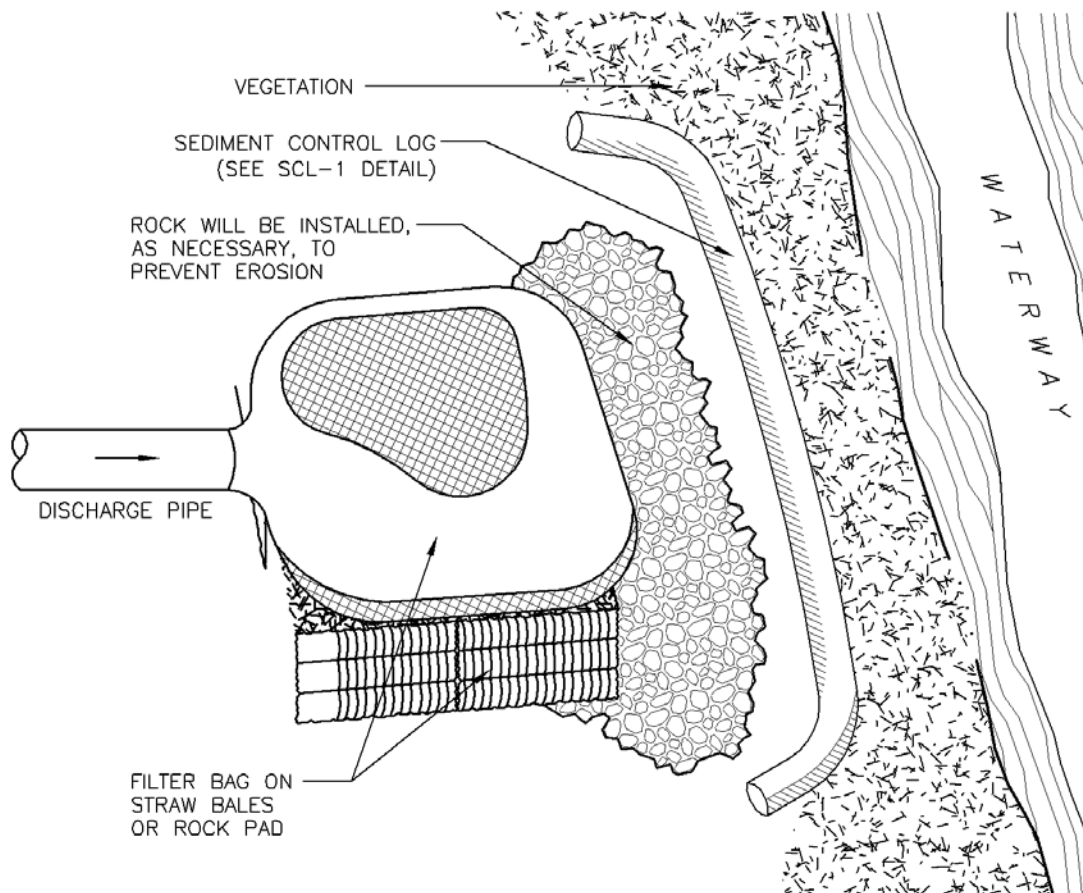 VEGETATION
SEDIMENT CONTROL LOG
(SEE SCL-1 DETAIL)
ROCK WILL BE INSTALLED,
AS NECESSARY, TO
PREVENT EROSION
WATERWAY
DISCHARGE PIPE
FILTER BAG ON
STRAW BALES
OR ROCK PAD